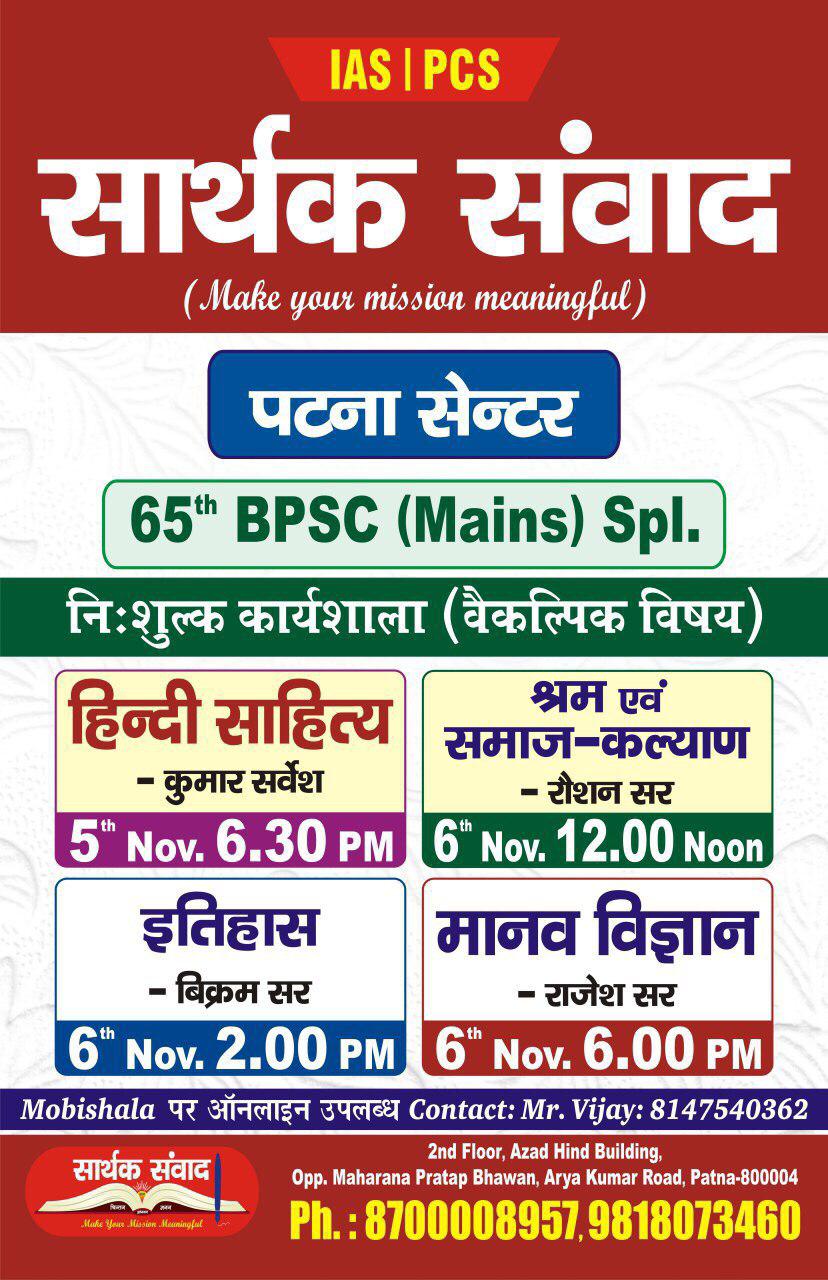 IAS | PCS
सार्थक संवाद
(Make your mission meaningful)
पटना सेन्टर
65th BPSC (Mains) Spl.
निःशुल्क कार्यशाला (वैकल्पिक विषय)
हिन्दी साहित्य
- कुमार सर्वेश
5th Nov. 6.30 PM
श्रम एवं
समाज-कल्याण
- रौशन सर
6th Nov. 12.00 Noon
इतिहास
- बिक्रम सर
6th Nov. 2.00 PM
मानव विज्ञान
- राजेश सर
6th Nov. 6.00 PM
Mobishala पर ऑनलाइन उपलब्ध Contact: Mr. Vijay: 8147540362
सार्थक संवाद
Make Your Mission Meaningful
2nd Floor, Azad Hind Building,
Opp. Maharana Pratap Bhawan, Arya Kumar Road, Patna-800004
Ph. : 8700008957, 9818073460